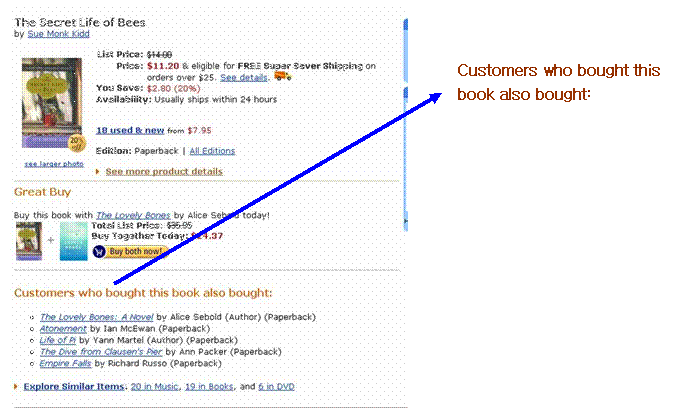 The Secret Life of Bees
by Sue Monk Kidd
List Price: $14.00
Price: $11.20 & eligible for FREE Super Saver Shipping on
orders over $25. See details.
You Save: $2.80 (20%)
Availability: Usually ships within 24 hours
20%
off
18 used & new from $7.95
Edition: Paperback | All Editions
see larger photo
See more product details
Great Buy
Buy this book with The Lovely Bones by Alice Sebold today!
Total List Price: $35.95
Buy Together Today: $24.37
Buy both now!
Customers who bought this book also bought:
The Lovely Bones: A Novel by Alice Sebold (Author) (Paperback)
Atonement by Ian McEwan (Paperback)
Life of Pi by Yann Martel (Author) (Paperback)
The Dive from Clausen's Pier by Ann Packer (Paperback)
Empire Falls by Richard Russo (Paperback)
Explore Similar Items: 20 in Music, 19 in Books, and 6 in DVD
Customers who bought this
book also bought: